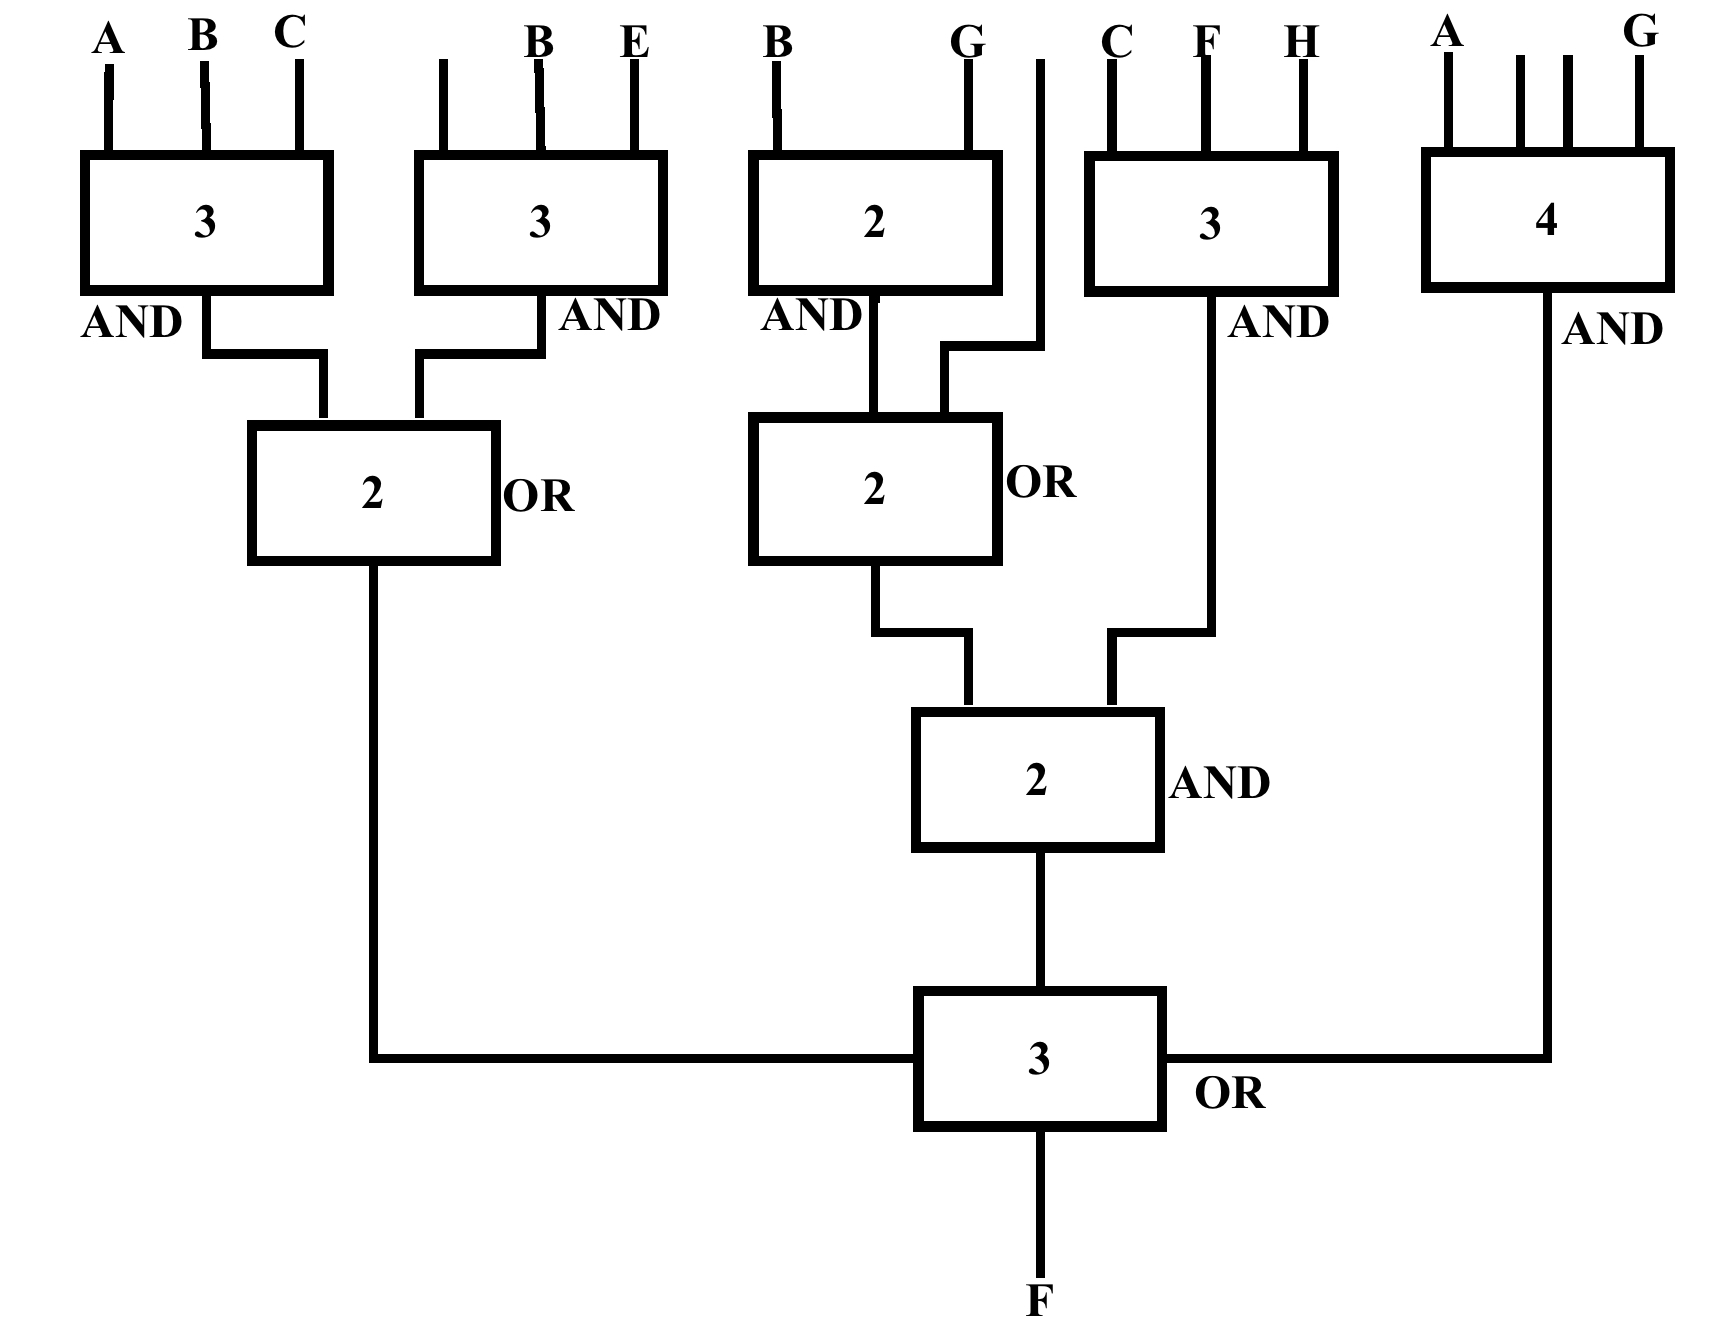 A B C B E B G C F H A G
3 3 2 3 4
AND AND AND AND AND
2 OR 2 OR
2 AND
3
OR
F